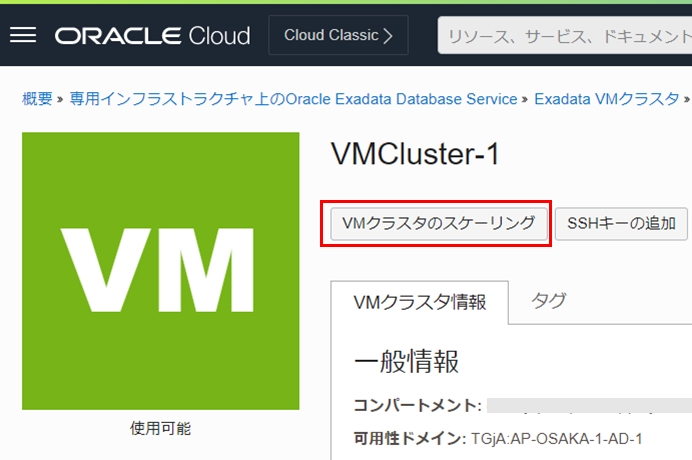 ORACLE Cloud
Cloud Classic
リソース、サービス、ドキュメント
概要 » 専用インフラストラクチャ上のOracle Exadata Database Service » Exadata VMクラスタ »
VM
使用可能
VMCluster-1
VMクラスタのスケーリング
SSHキーの追加
VMクラスタ情報
タグ
一般情報
コンパートメント:
可用性ドメイン: TGjA:AP-OSAKA-1-AD-1